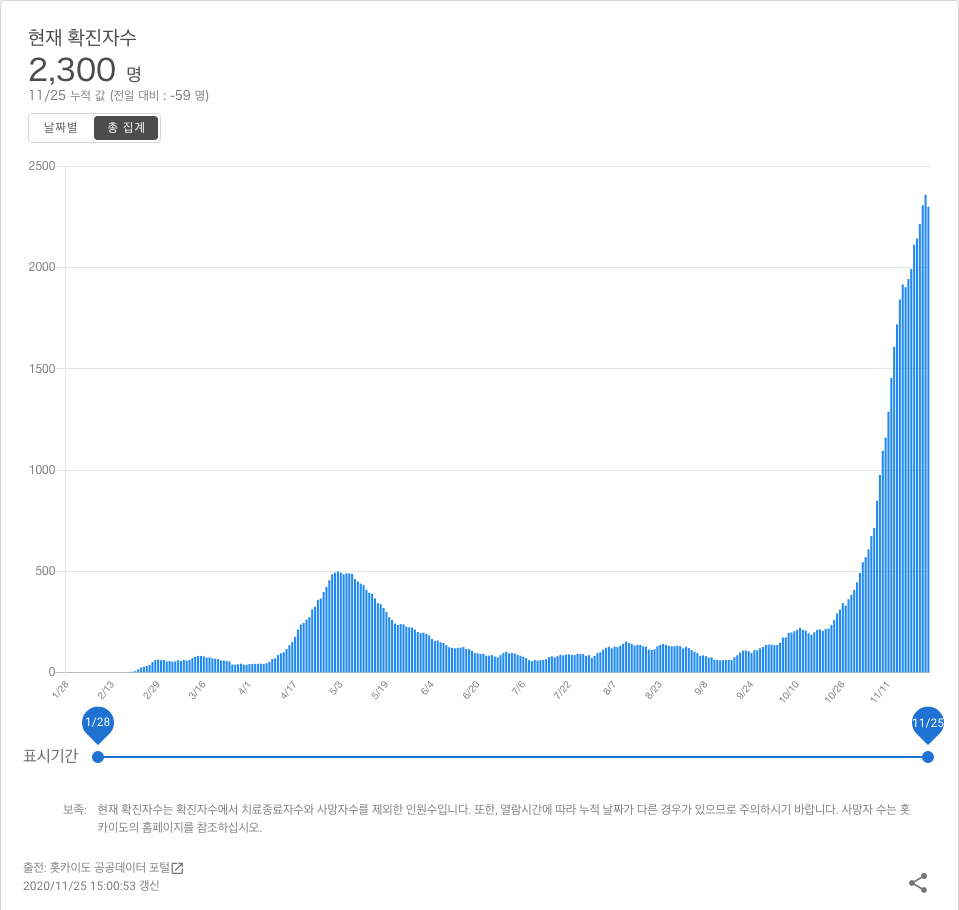 현재 확진자수
2,300 명
11/25 누적 값 (전일 대비 : -59 명)
날짜별 총 집계
2500
2000
1500
1000
500
0
1/28 2/13 2/29 3/16 4/1 4/17 5/3 5/19 6/4 6/20 7/6 7/22 8/7 8/23 9/8 9/24 10/10 10/26 11/11
1/28 11/25
표시기간
보족: 현재 확진자수는 확진자수에서 치료종료자수와 사망자수를 제외한 인원수입니다. 또한, 열람시간에 따라 누적 날짜가 다른 경우가 있으므로 주의하시기 바랍니다. 사망자 수는 홋
카이도의 홈페이지를 참조하십시오.
출전: 홋카이도 공공데이터 포털
2020/11/25 15:00:53 갱신